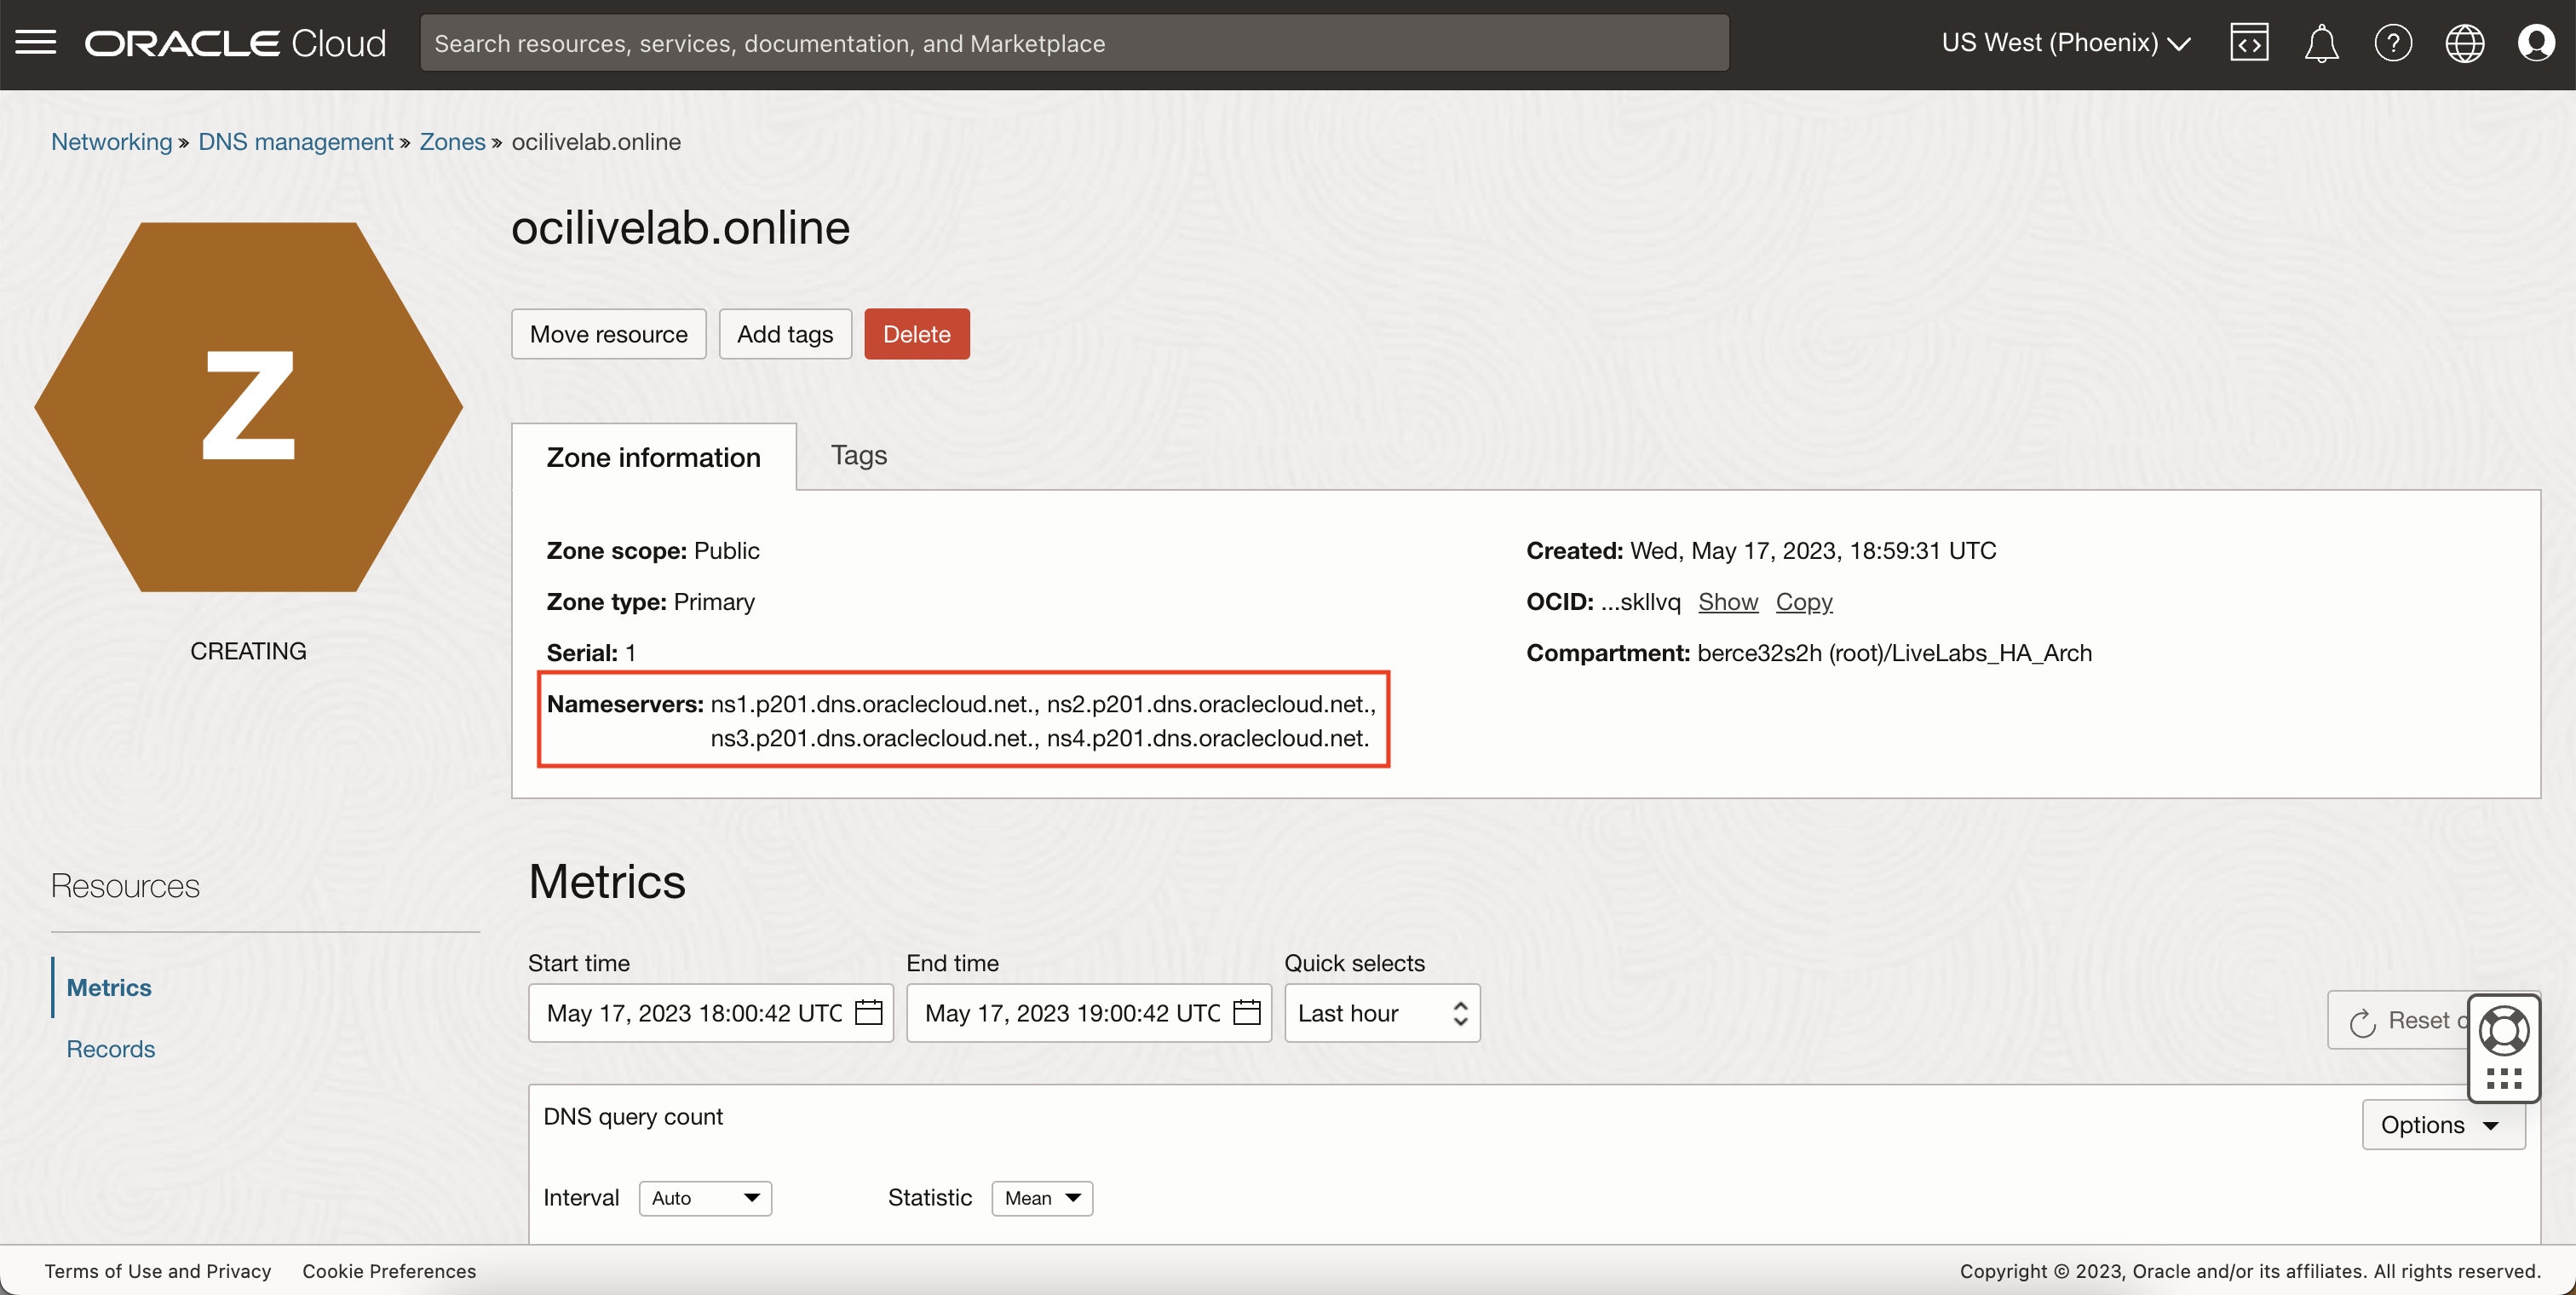 ORACLE Cloud
Search resources, services, documentation, and Marketplace
US West (Phoenix)
Networking » DNS management » Zones » ocilivelab.online
ocilivelab.online
Move resource
Add tags
Delete
Z
CREATING
Zone information
Tags
Zone scope: Public
Zone type: Primary
Serial: 1
Nameservers: ns1.p201.dns.oraclecloud.net., ns2.p201.dns.oraclecloud.net.,
ns3.p201.dns.oraclecloud.net., ns4.p201.dns.oraclecloud.net.
Created: Wed, May 17, 2023, 18:59:31 UTC
OCID: ...skllvq Show Copy
Compartment: berce32s2h (root)/LiveLabs_HA_Arch
Resources
Metrics
Records
Metrics
Start time
End time
Quick selects
May 17, 2023 18:00:42 UTC
May 17, 2023 19:00:42 UTC
Last hour
Reset
DNS query count
Options
Interval
Auto
Statistic
Mean
Terms of Use and Privacy
Cookie Preferences
Copyright © 2023, Oracle and/or its affiliates. All rights reserved.